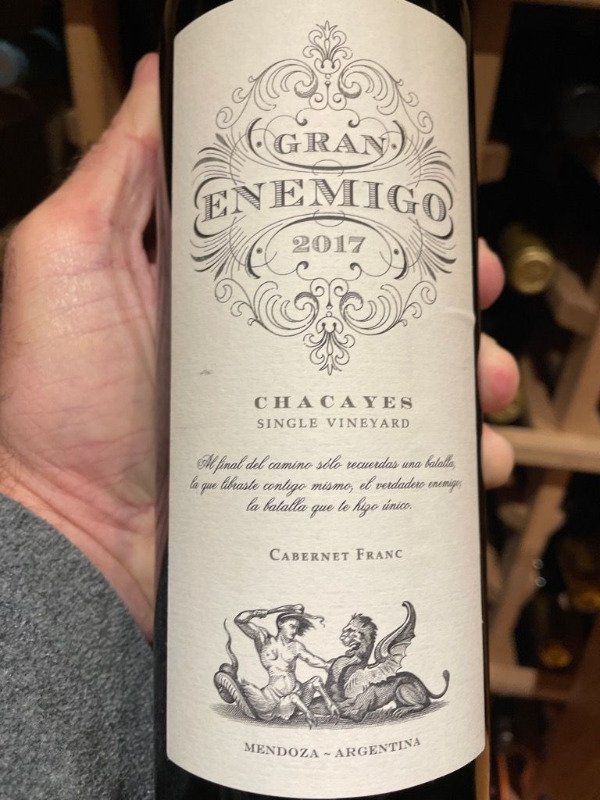 GRAN
ENEMIGO
2017
CHACAYES
SINGLE VINEYARD
Al final del camino sólo recuerdas una batalla,
la que libraste contigo mismo, el verdadero enemigo;
la batalla que te hizo único.
CABERNET FRANC
MENDOZA ~ ARGENTINA